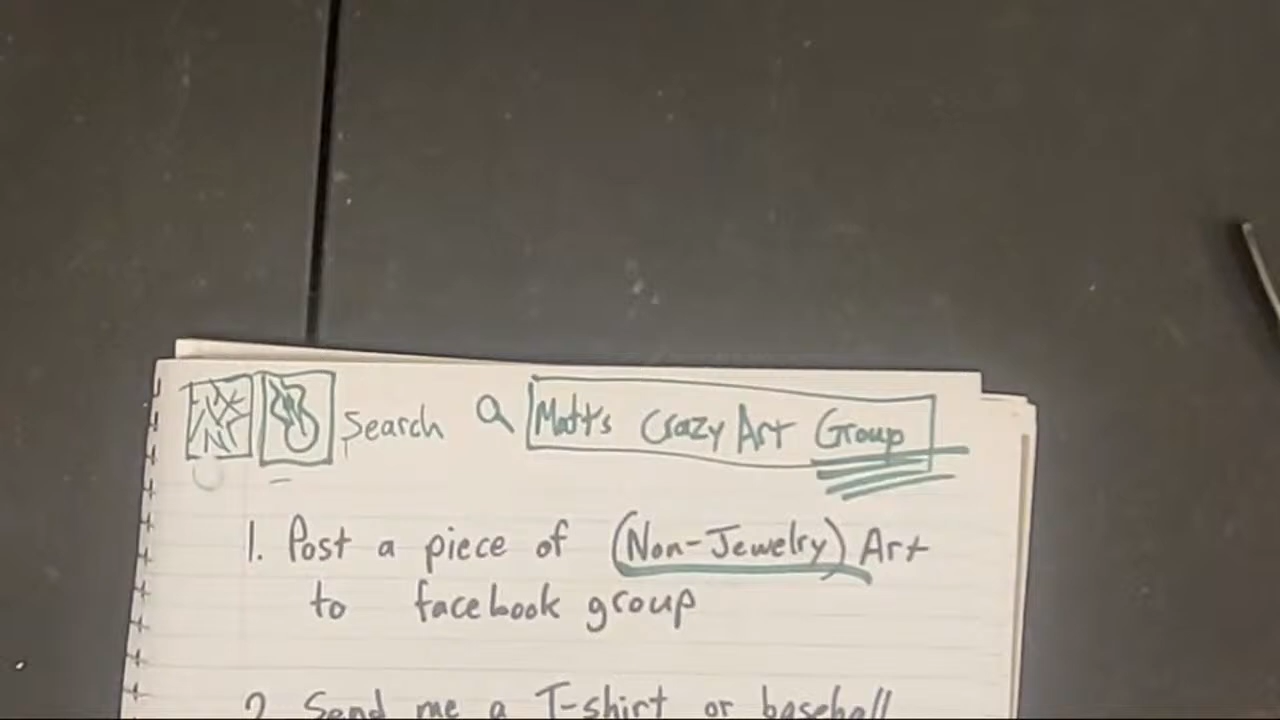 Search Matt's Crazy Art Group
1. Post a piece of (Non-Jewelry) Art
to facebook group
2. Send me a T-shirt or baseball